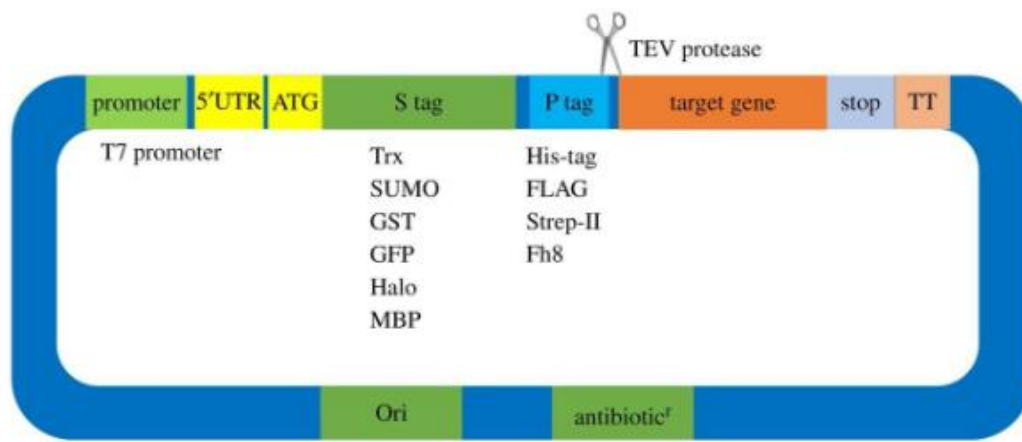 TEV protease
promoter 5′UTR ATG S tag P tag target gene stop TT
T7 promoter
Trx
SUMO
GST
GFP
Halo
MBP
His-tag
FLAG
Strep-II
Fh8
Ori
antibioticʳ